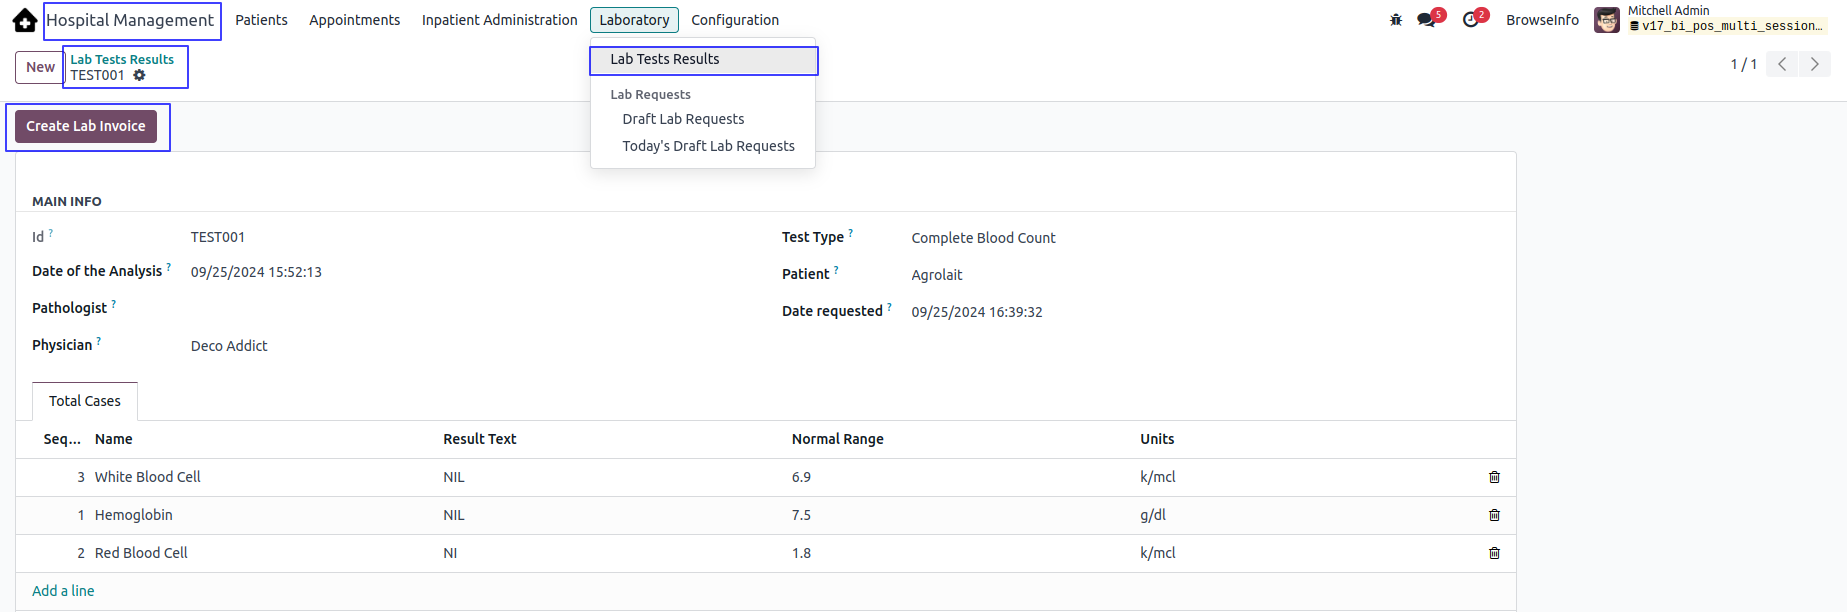 Hospital Management Patients Appointments Inpatient Administration Laboratory Configuration 5 2 BrowseInfo Mitchell Admin
v17_bi_pos_multi_session...
New Lab Tests Results
TEST001
1 / 1
Lab Tests Results
Lab Requests
Draft Lab Requests
Today's Draft Lab Requests
Create Lab Invoice
MAIN INFO
Id ? TEST001
Test Type ? Complete Blood Count
Date of the Analysis ? 09/25/2024 15:52:13
Patient ? Agrolait
Pathologist ?
Date requested ? 09/25/2024 16:39:32
Physician ? Deco Addict
Total Cases
Seq... Name Result Text Normal Range Units
3 White Blood Cell NIL 6.9 k/mcl
1 Hemoglobin NIL 7.5 g/dl
2 Red Blood Cell NI 1.8 k/mcl
Add a line